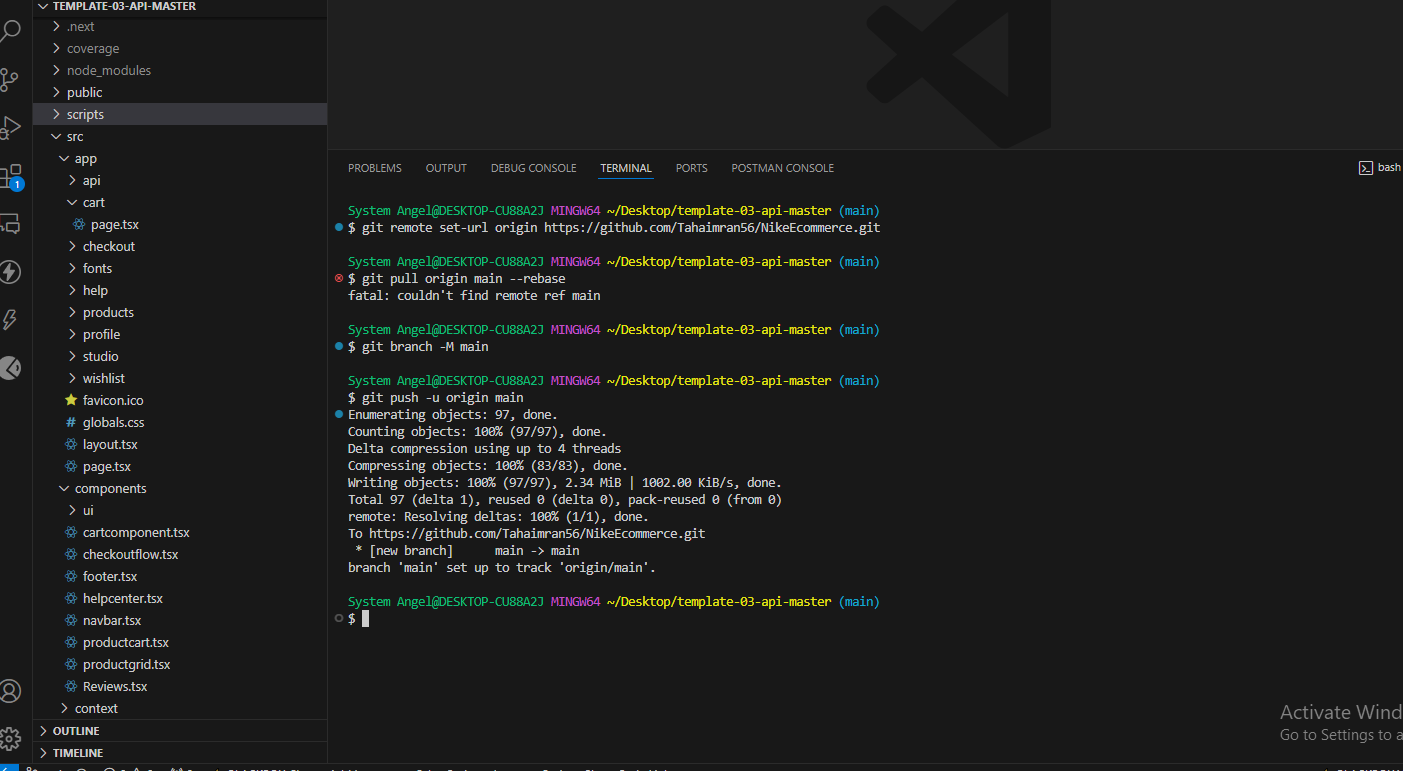 TEMPLATE-03-API-MASTER
.next
coverage
node_modules
public
scripts
src
app
api
cart
page.tsx
checkout
fonts
help
products
profile
studio
wishlist
favicon.ico
# globals.css
layout.tsx
page.tsx
components
ui
cartcomponent.tsx
checkoutflow.tsx
footer.tsx
helpcenter.tsx
navbar.tsx
productcart.tsx
productgrid.tsx
Reviews.tsx
context
OUTLINE
TIMELINE
1
PROBLEMS OUTPUT DEBUG CONSOLE TERMINAL PORTS POSTMAN CONSOLE
bash
System Angel@DESKTOP-CU88A2J MINGW64 ~/Desktop/template-03-api-master (main)
$ git remote set-url origin https://github.com/Tahaimran56/NikeEcommerce.git
System Angel@DESKTOP-CU88A2J MINGW64 ~/Desktop/template-03-api-master (main)
$ git pull origin main --rebase
fatal: couldn't find remote ref main
System Angel@DESKTOP-CU88A2J MINGW64 ~/Desktop/template-03-api-master (main)
$ git branch -M main
System Angel@DESKTOP-CU88A2J MINGW64 ~/Desktop/template-03-api-master (main)
$ git push -u origin main
Enumerating objects: 97, done.
Counting objects: 100% (97/97), done.
Delta compression using up to 4 threads
Compressing objects: 100% (83/83), done.
Writing objects: 100% (97/97), 2.34 MiB | 1002.00 KiB/s, done.
Total 97 (delta 1), reused 0 (delta 0), pack-reused 0 (from 0)
remote: Resolving deltas: 100% (1/1), done.
To https://github.com/Tahaimran56/NikeEcommerce.git
* [new branch] main -> main
branch 'main' set up to track 'origin/main'.
System Angel@DESKTOP-CU88A2J MINGW64 ~/Desktop/template-03-api-master (main)
$
Activate Wind
Go to Settings to a